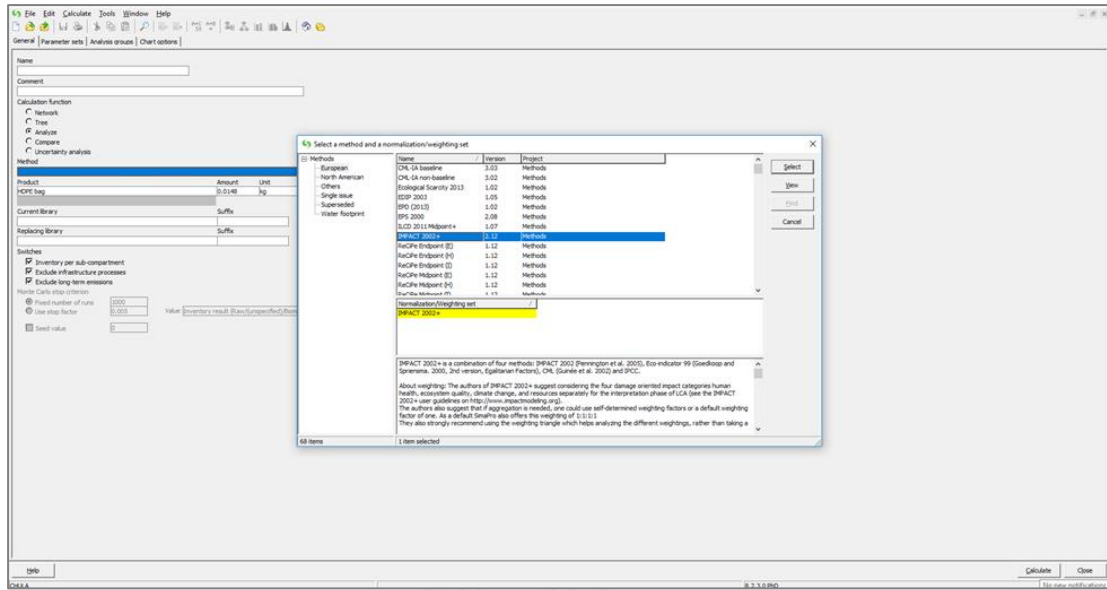 File Edit Calculate Tools Window Help
General Parameter sets Analysis groups Chart options
Name
Comment
Calculation function
Network
Tree
Analyze
Compare
Uncertainty analysis
Method
Product Amount Unit
HDPE bag 0.0148 kg
Current library Suffix
Replacing library Suffix
Switches
Inventory per sub-compartment
Exclude infrastructure processes
Exclude long-term emissions
Monte Carlo stop criterion
Fixed number of runs 1000
Use stop factor 0.005 Value
Seed value 0
Select a method and a normalization/weighting set
Methods
European
North American
Others
Single issue
Superseded
Water footprint
Name Version Project
CML-IA baseline 3.03 Methods
CML-IA non-baseline 3.02 Methods
Ecological Scarcity 2013 1.02 Methods
EDIP 2003 1.05 Methods
EPD (2013) 1.02 Methods
EPS 2000 2.08 Methods
ILCD 2011 Midpoint+ 1.07 Methods
IMPACT 2002+ 2.12 Methods
ReCiPe Endpoint (E) 1.12 Methods
ReCiPe Endpoint (H) 1.12 Methods
ReCiPe Endpoint (I) 1.12 Methods
ReCiPe Midpoint (E) 1.12 Methods
ReCiPe Midpoint (H) 1.12 Methods
ReCiPe Midpoint (I) 1.12 Methods
Select
View
Find
Cancel
Normalization/Weighting set
IMPACT 2002+
IMPACT 2002+ is a combination of four methods: IMPACT 2002 (Pennington et al. 2005), Eco-indicator 99 (Goedkoop and
Spriensma. 2000, 2nd version, Egalitarian Factors), CML (Guinée et al. 2002) and IPCC.
About weighting: The authors of IMPACT 2002+ suggest considering the four damage oriented impact categories human
health, ecosystem quality, climate change, and resources separately for the interpretation phase of LCA (see the IMPACT
2002+ user guidelines on http://www.impactmodeling.org).
The authors also suggest that if aggregation is needed, one could use self-determined weighting factors or a default weighting
factor of one. As a default SimaPro also offers this weighting of 1:1:1:1
They also strongly recommend using the weighting triangle which helps analyzing the different weightings, rather than taking a
68 items 1 item selected
Help Calculate Close
CHULA 8.2.3.0 PhD No new notifications